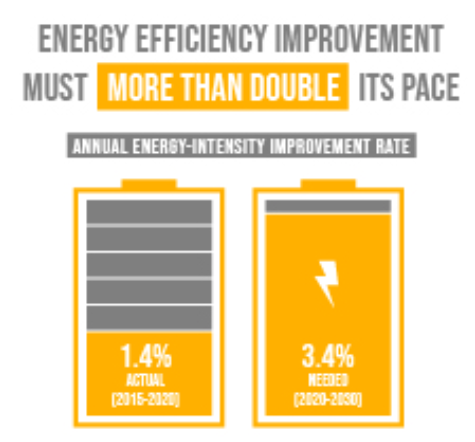 ENERGY EFFICIENCY IMPROVEMENT
MUST MORE THAN DOUBLE ITS PACE
ANNUAL ENERGY-INTENSITY IMPROVEMENT RATE
1.4%
ACTUAL
(2015-2020)
3.4%
NEEDED
(2020-2030)